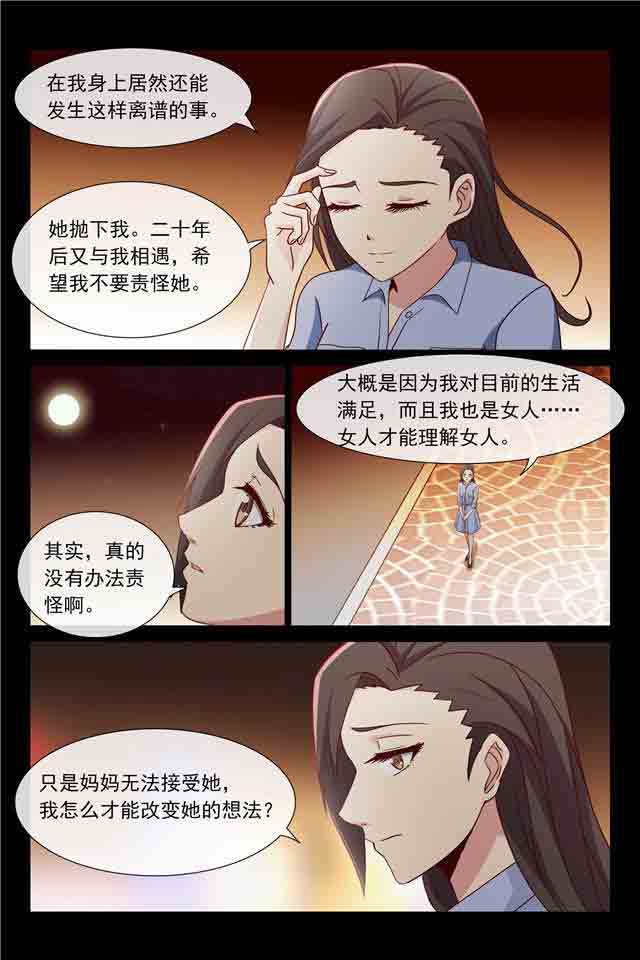 在我身上居然还能
发生这样离谱的事。
她抛下我。二十年
后又与我相遇，希
望我不要责怪她。
其实，真的
没有办法责
怪啊。
大概是因为我对目前的生活
满足，而且我也是女人……
女人才能理解女人。
只是妈妈无法接受她，
我怎么才能改变她的想法？